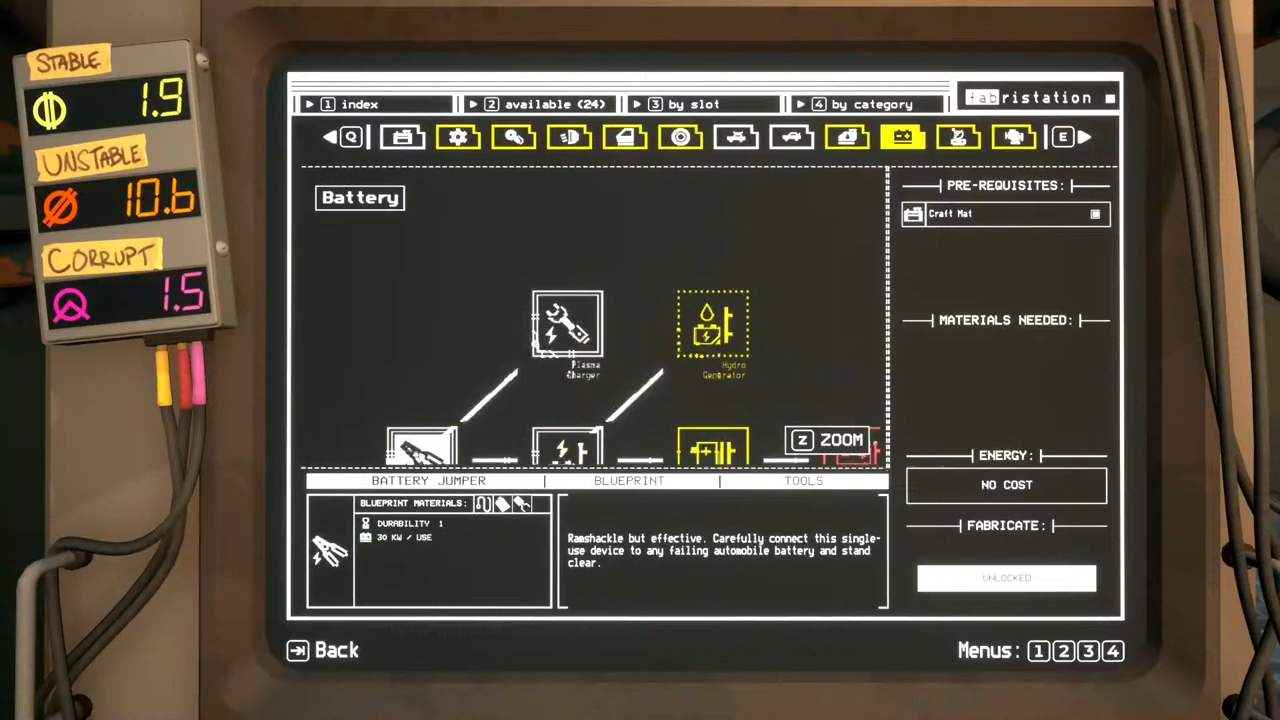 STABLE
1.9
UNSTABLE
10.6
CORRUPT
1.5
1 index
2 available (24)
3 by slot
4 by category
fabristation
Q
E
Battery
Plasma
Charger
Hydro
Generator
Z ZOOM
BATTERY JUMPER
BLUEPRINT
TOOLS
BLUEPRINT MATERIALS:
DURABILITY 1
30 KW / USE
Ramshackle but effective. Carefully connect this single-
use device to any failing automobile battery and stand
clear.
PRE-REQUISITES:
Craft Mat
MATERIALS NEEDED:
ENERGY:
NO COST
FABRICATE:
UNLOCKED
Back
Menus: 1 2 3 4